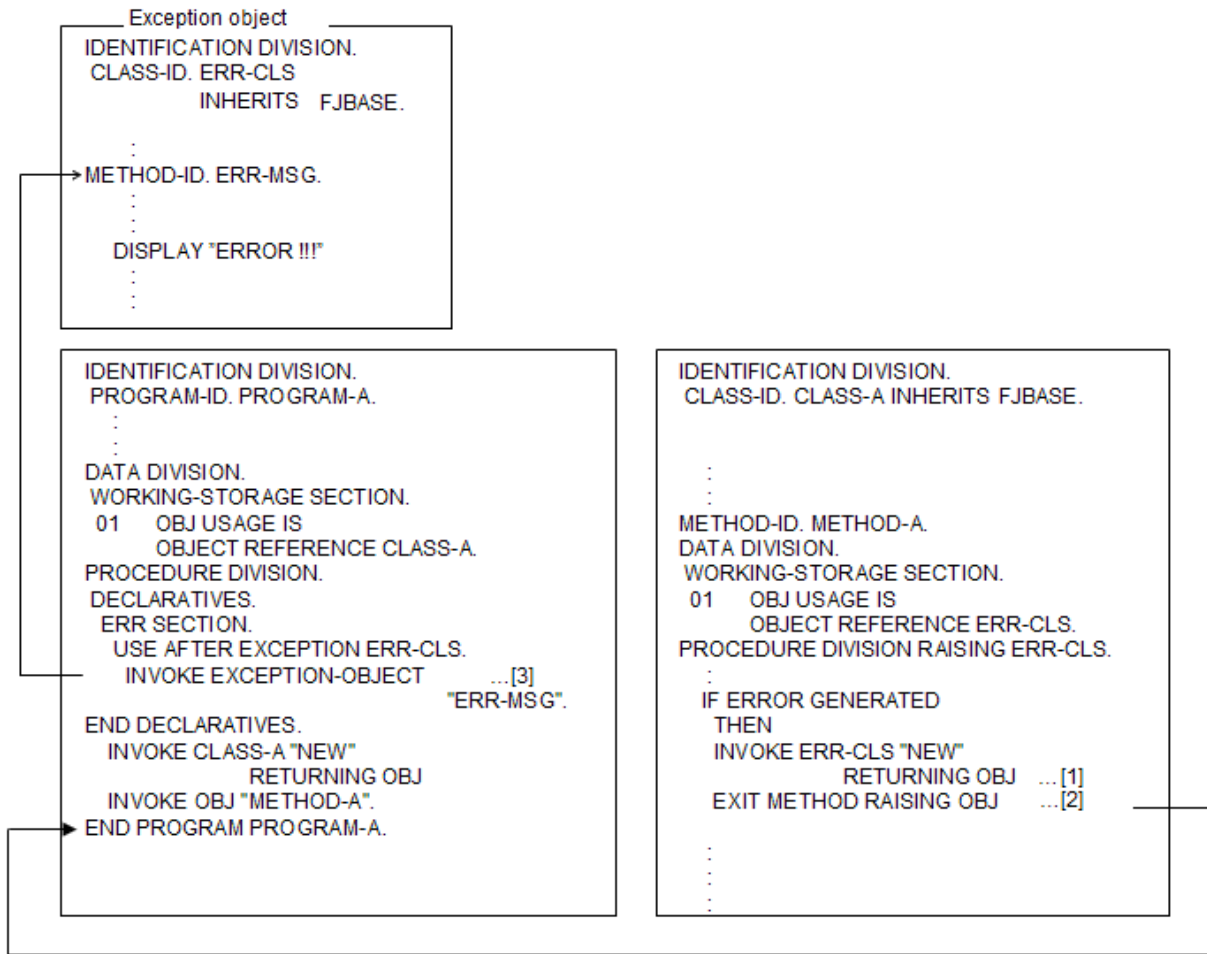 Exception object
IDENTIFICATION DIVISION.
CLASS-ID. ERR-CLS
INHERITS FJBASE.
:
METHOD-ID. ERR-MSG.
:
:
:
DISPLAY "ERROR !!!"
:
:
IDENTIFICATION DIVISION.
PROGRAM-ID. PROGRAM-A.
:
:
DATA DIVISION.
WORKING-STORAGE SECTION.
01 OBJ USAGE IS
OBJECT REFERENCE CLASS-A.
PROCEDURE DIVISION.
DECLARATIVES.
ERR SECTION.
USE AFTER EXCEPTION ERR-CLS.
INVOKE EXCEPTION-OBJECT ...[3]
"ERR-MSG".
END DECLARATIVES.
INVOKE CLASS-A "NEW"
RETURNING OBJ
INVOKE OBJ "METHOD-A".
END PROGRAM PROGRAM-A.
IDENTIFICATION DIVISION.
CLASS-ID. CLASS-A INHERITS FJBASE.
:
:
METHOD-ID. METHOD-A.
DATA DIVISION.
WORKING-STORAGE SECTION.
01 OBJ USAGE IS
OBJECT REFERENCE ERR-CLS.
PROCEDURE DIVISION RAISING ERR-CLS.
:
IF ERROR GENERATED
THEN
INVOKE ERR-CLS "NEW"
RETURNING OBJ ...[1]
EXIT METHOD RAISING OBJ ...[2]
:
:
:
: